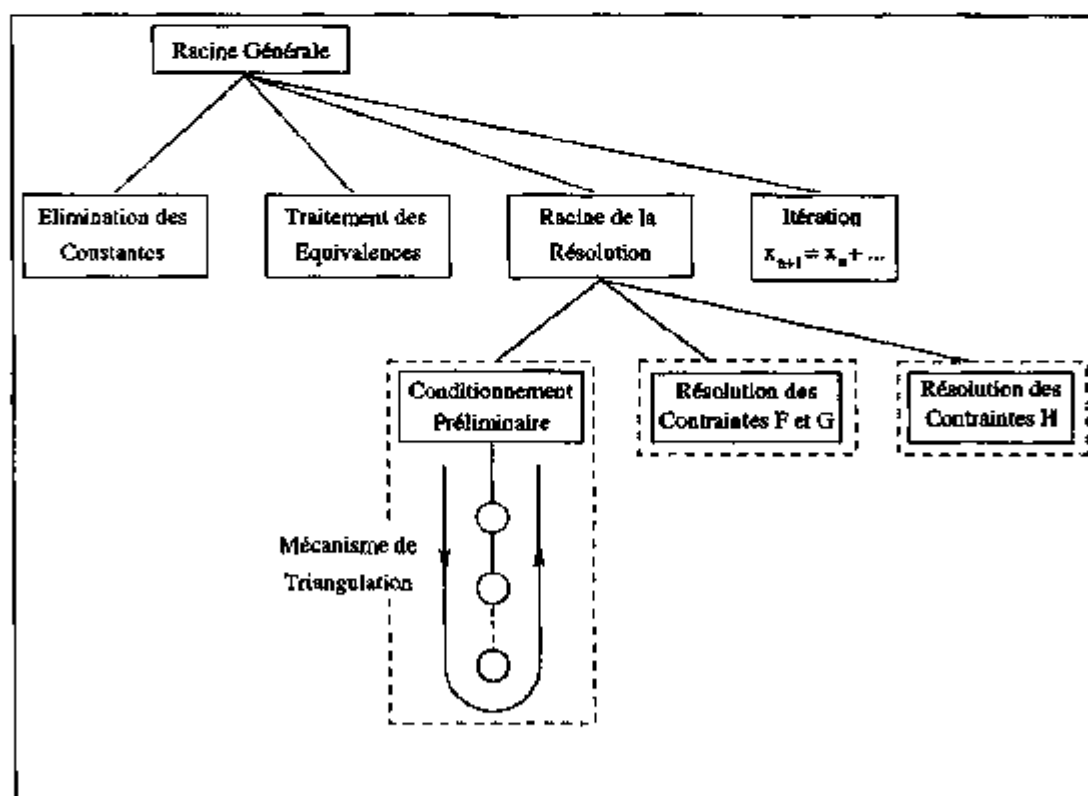 Racine Générale
Elimination des
Constantes
Traitement des
Equivalences
Racine de la
Résolution
Itération
x_{n+1} = x_n + ...
Conditionnement
Préliminaire
Résolution des
Contraintes F et G
Résolution des
Contraintes H
Mécanisme de
Triangulation